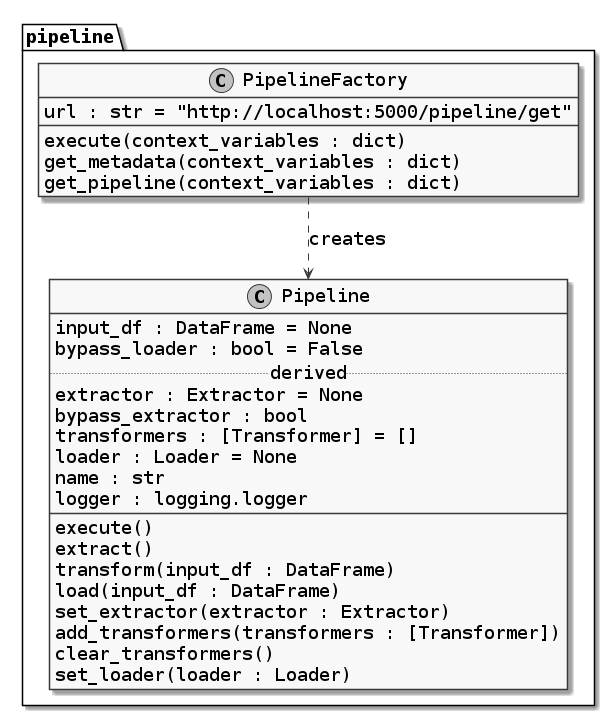 pipeline
C PipelineFactory
url : str = "http://localhost:5000/pipeline/get"
execute(context_variables : dict)
get_metadata(context_variables : dict)
get_pipeline(context_variables : dict)
creates
C Pipeline
input_df : DataFrame = None
bypass_loader : bool = False
derived
extractor : Extractor = None
bypass_extractor : bool
transformers : [Transformer] = []
loader : Loader = None
name : str
logger : logging.logger
execute()
extract()
transform(input_df : DataFrame)
load(input_df : DataFrame)
set_extractor(extractor : Extractor)
add_transformers(transformers : [Transformer])
clear_transformers()
set_loader(loader : Loader)